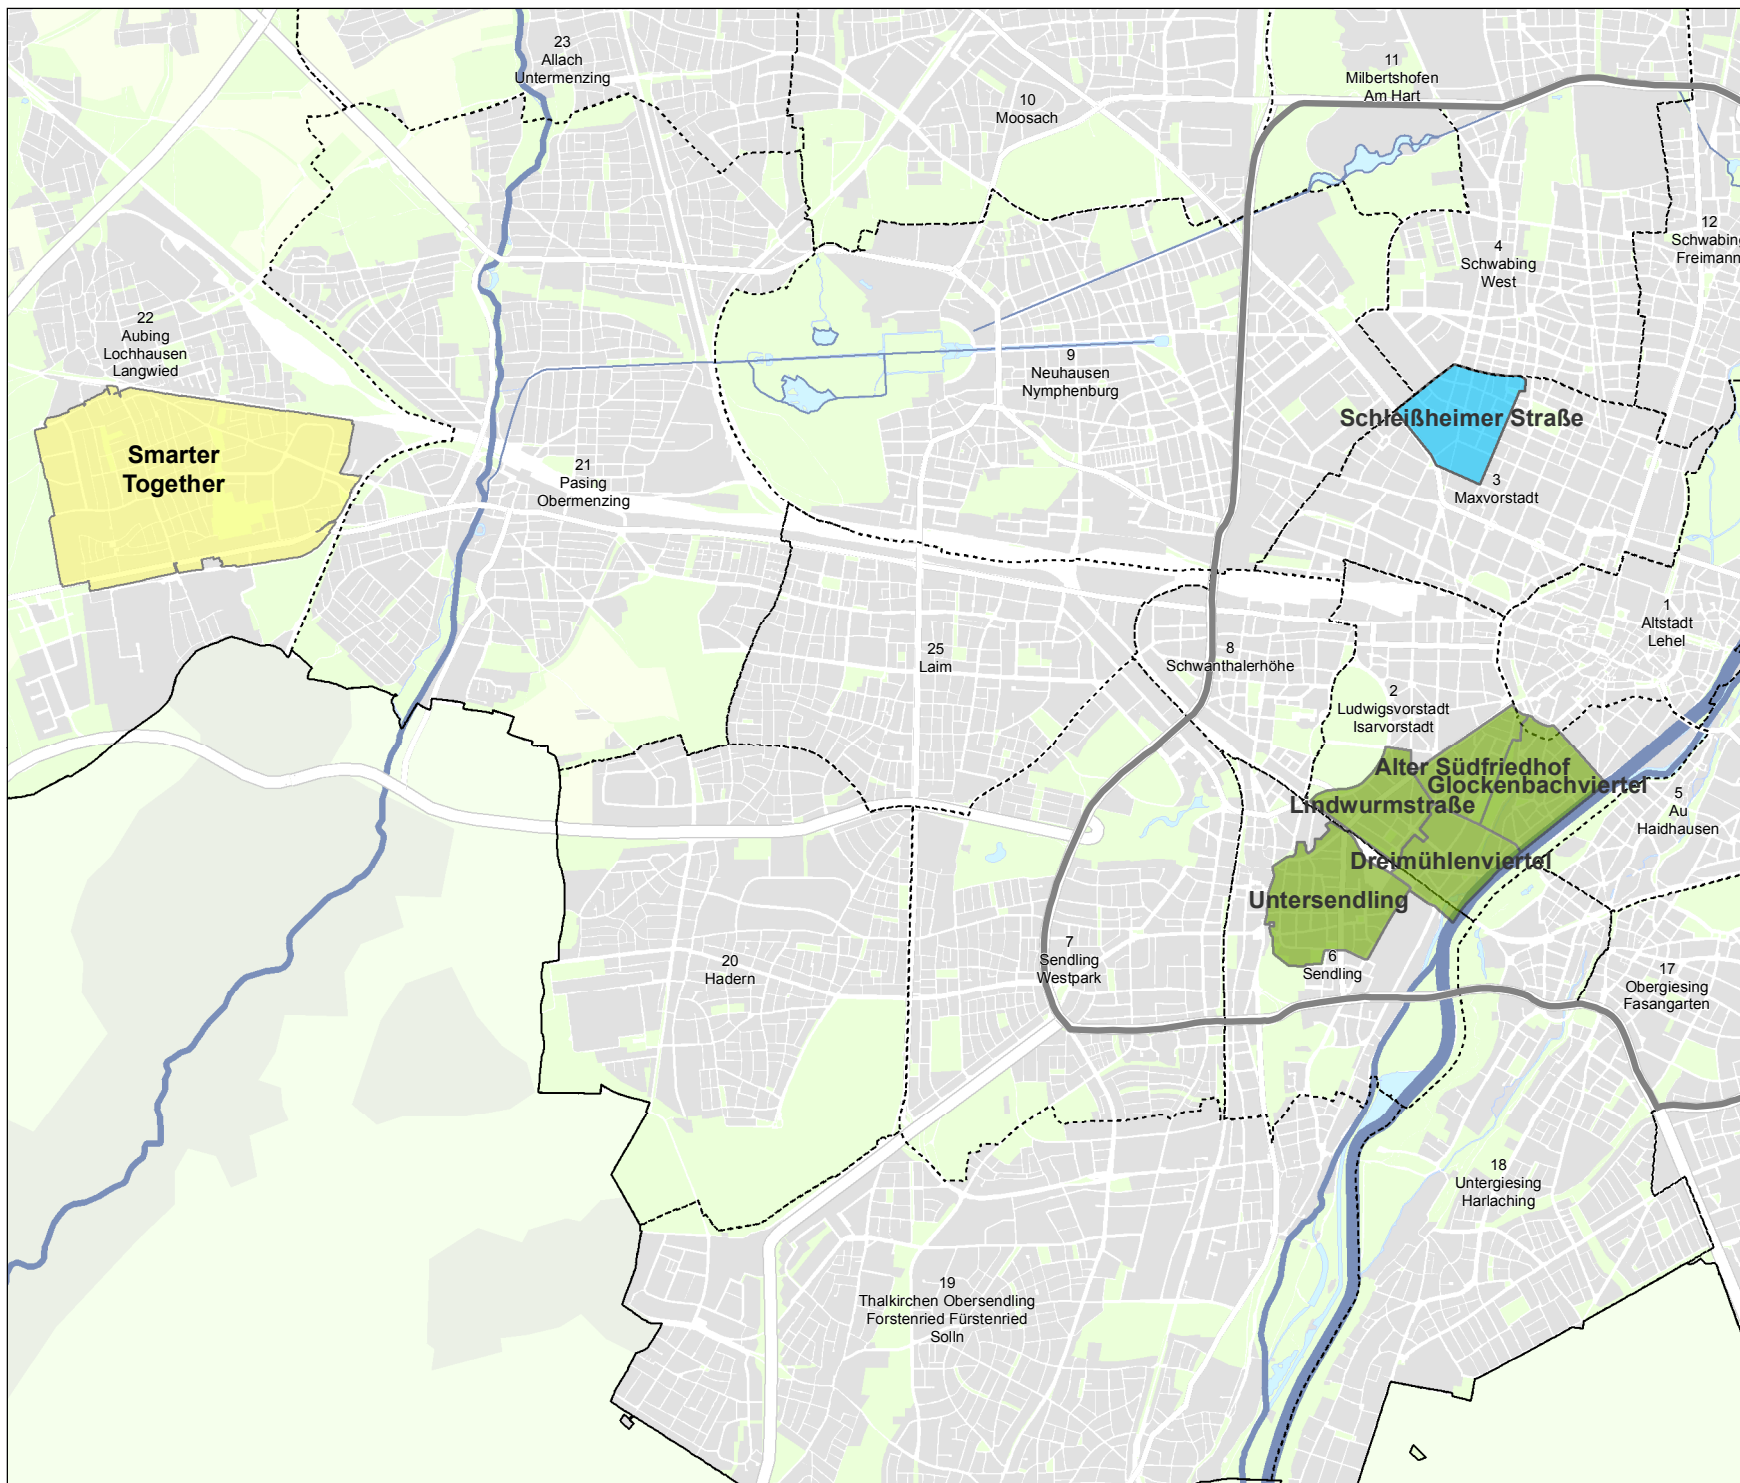 23
Allach
Untermenzing
11
Milbertshofen
Am Hart
10
Moosach
12
Schwabing
Freimann
4
Schwabing
West
22
Aubing
Lochhausen
Langwied
9
Neuhausen
Nymphenburg
Schleißheimer Straße
Smarter
Together
21
Pasing
Obermenzing
3
Maxvorstadt
1
Altstadt
Lehel
25
Laim
8
Schwanthalerhöhe
2
Ludwigsvorstadt
Isarvorstadt
Alter Südfriedhof
Glockenbachviertel
Lindwurmstraße
5
Au
Haidhausen
Dreimühlenviertel
Untersendling
7
Sendling
Westpark
20
Hadern
6
Sendling
17
Obergiesing
Fasangarten
18
Untergiesing
Harlaching
19
Thalkirchen Obersendling
Forstenried Fürstenried
Solln